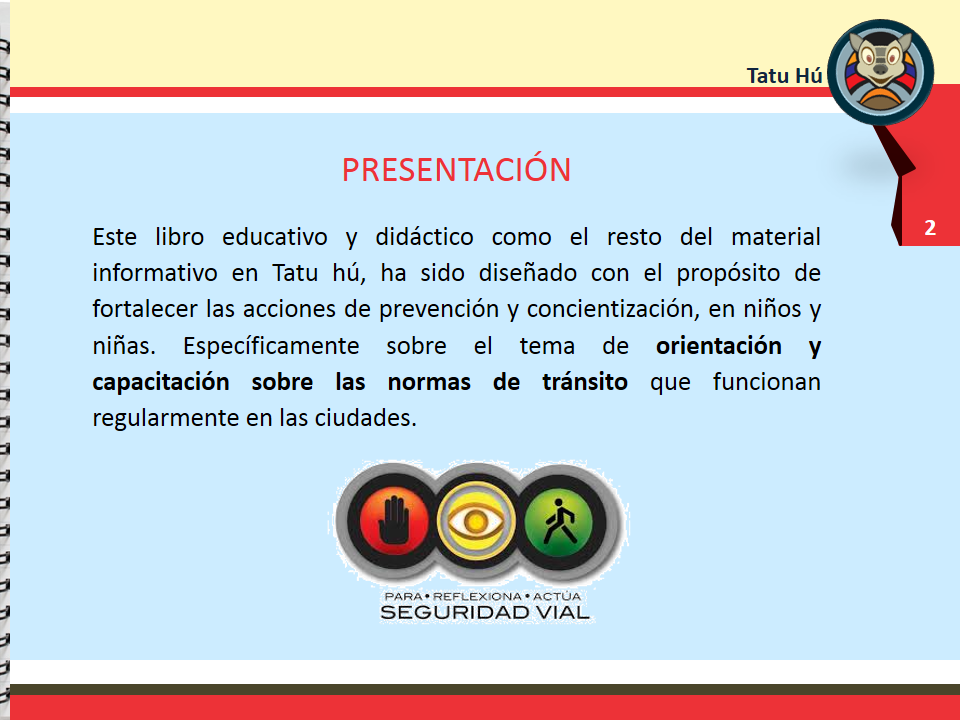 Tatu Hú
PRESENTACIÓN
2
Este libro educativo y didáctico como el resto del material
informativo en Tatu hú, ha sido diseñado con el propósito de
fortalecer las acciones de prevención y concientización, en niños y
niñas. Específicamente sobre el tema de orientación y
capacitación sobre las normas de tránsito que funcionan
regularmente en las ciudades.
PARA • REFLEXIONA • ACTÚA
SEGURIDAD VIAL